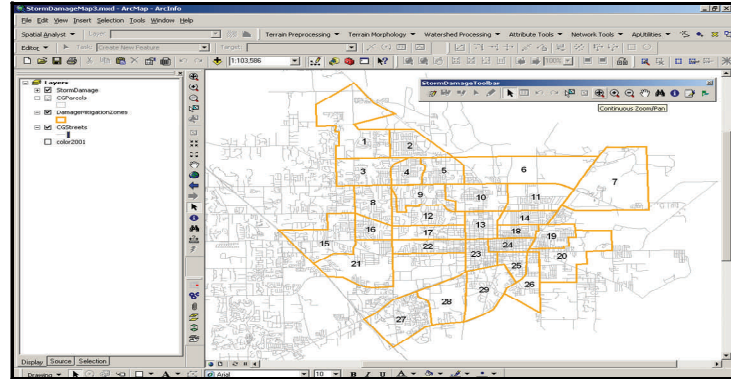 StormDamageMap3.mxd - ArcMap - ArcInfo
File Edit View Insert Selection Tools Window Help
Spatial Analyst Layer: Terrain Preprocessing Terrain Morphology Watershed Processing Attribute Tools Network Tools ApUtilities
Editor Task: Create New Feature Target:
1:103,586 100%
Layers
StormDamage
CGParcels
DamageMitigationZones
CGStreets
color2001
StormDamageToolbar
Continuous Zoom/Pan
1
2
3
4
5
6
7
8
9
10
11
12
13
14
15
16
17
18
19
20
21
22
23
24
25
26
27
28
29
Display Source Selection
Drawing A Arial 10 B I U A